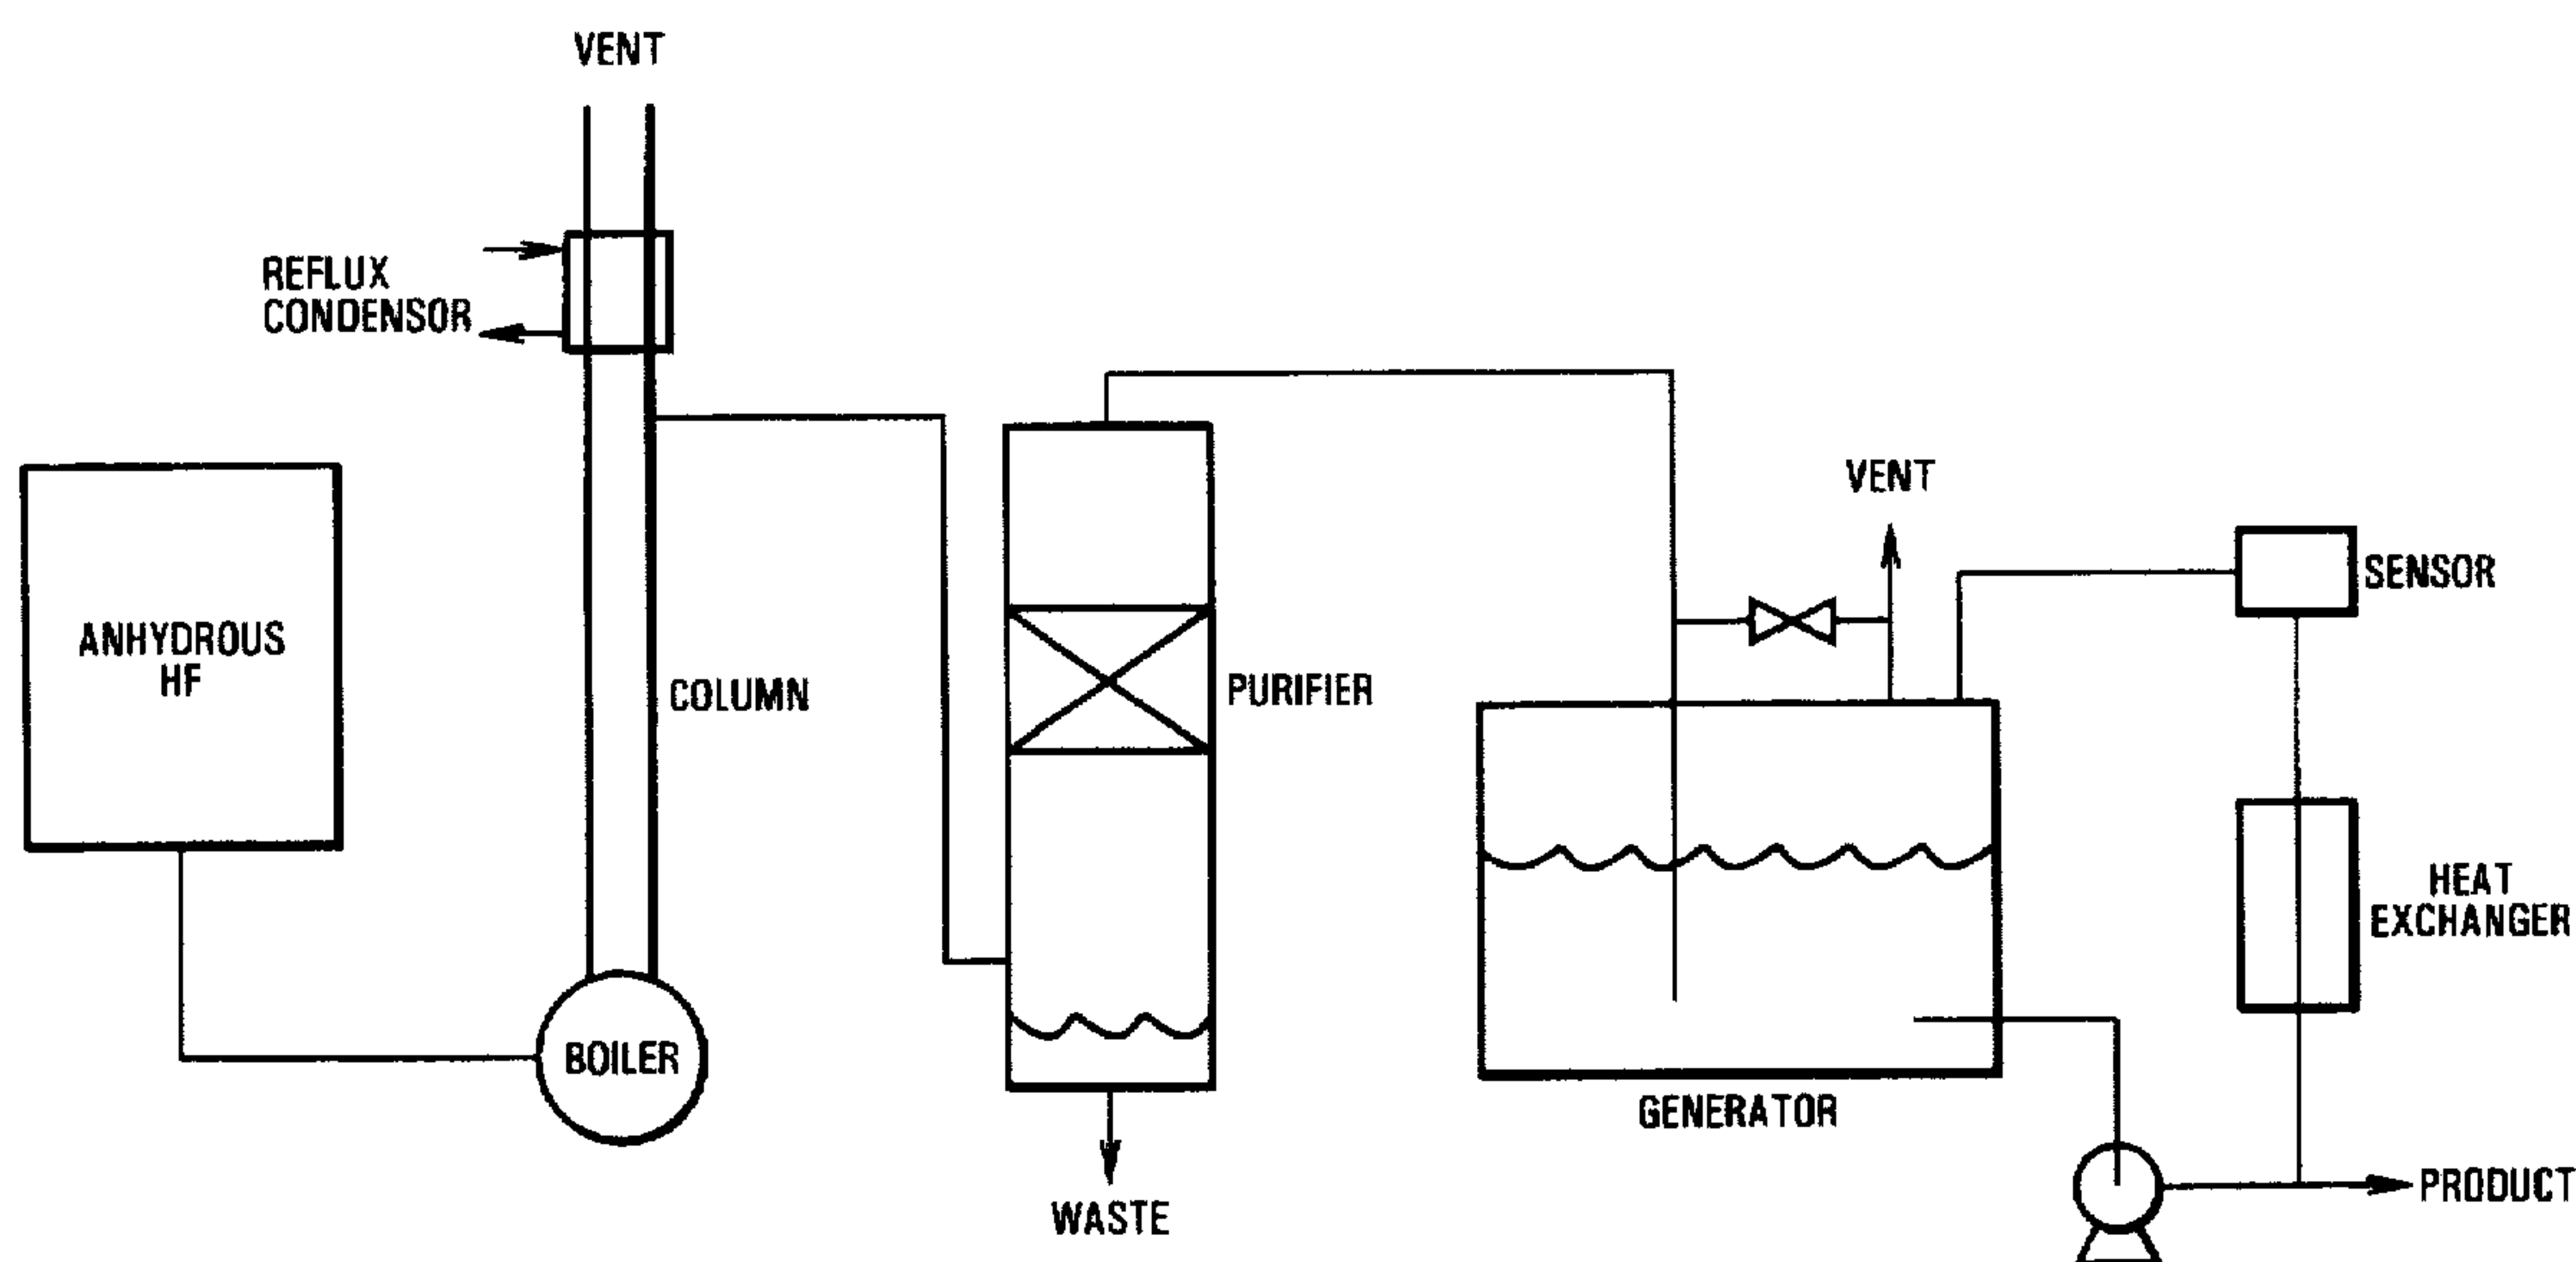 VENT
REFLUX
CONDENSOR
ANHYDROUS
HF
COLUMN
BOILER
PURIFIER
WASTE
VENT
SENSOR
HEAT
EXCHANGER
GENERATOR
PRODUCT